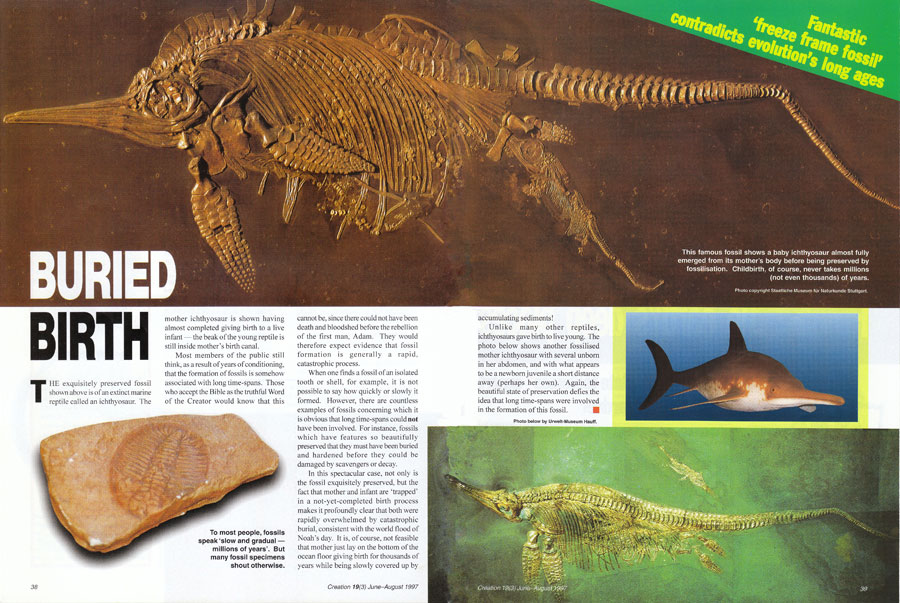 Fantastic
‘freeze frame fossil’
contradicts evolution’s long ages
This famous fossil shows a baby ichthyosaur almost fully
emerged from its mother’s body before being preserved by
fossilisation. Childbirth, of course, never takes millions
(not even thousands) of years.
Photo copyright Staatliche Museum für Naturkunde Stuttgart.
BURIED
BIRTH
THE exquisitely preserved fossil
shown above is of an extinct marine
reptile called an ichthyosaur. The
mother ichthyosaur is shown having
almost completed giving birth to a live
infant — the beak of the young reptile is
still inside mother’s birth canal.
Most members of the public still
think, as a result of years of conditioning,
that the formation of fossils is somehow
associated with long time-spans. Those
who accept the Bible as the truthful Word
of the Creator would know that this
cannot be, since there could not have been
death and bloodshed before the rebellion
of the first man, Adam. They would
therefore expect evidence that fossil
formation is generally a rapid,
catastrophic process.
When one finds a fossil of an isolated
tooth or shell, for example, it is not
possible to say how quickly or slowly it
formed. However, there are countless
examples of fossils concerning which it
is obvious that long time-spans could not
have been involved. For instance, fossils
which have features so beautifully
preserved that they must have been buried
and hardened before they could be
damaged by scavengers or decay.
In this spectacular case, not only is
the fossil exquisitely preserved, but the
fact that mother and infant are ‘trapped’
in a not-yet-completed birth process
makes it profoundly clear that both were
rapidly overwhelmed by catastrophic
burial, consistent with the world flood of
Noah’s day. It is, of course, not feasible
that mother just lay on the bottom of the
ocean floor giving birth for thousands of
years while being slowly covered up by
accumulating sediments!
Unlike many other reptiles,
ichthyosaurs gave birth to live young. The
photo below shows another fossilised
mother ichthyosaur with several unborn
in her abdomen, and with what appears
to be a newborn juvenile a short distance
away (perhaps her own). Again, the
beautiful state of preservation defies the
idea that long time-spans were involved
in the formation of this fossil.
Photo below by Urwelt-Museum Hauff.
To most people, fossils
speak ‘slow and gradual —
millions of years’. But
many fossil specimens
shout otherwise.
38
Creation 19(3) June–August 1997
Creation 19(3) June–August 1997
39